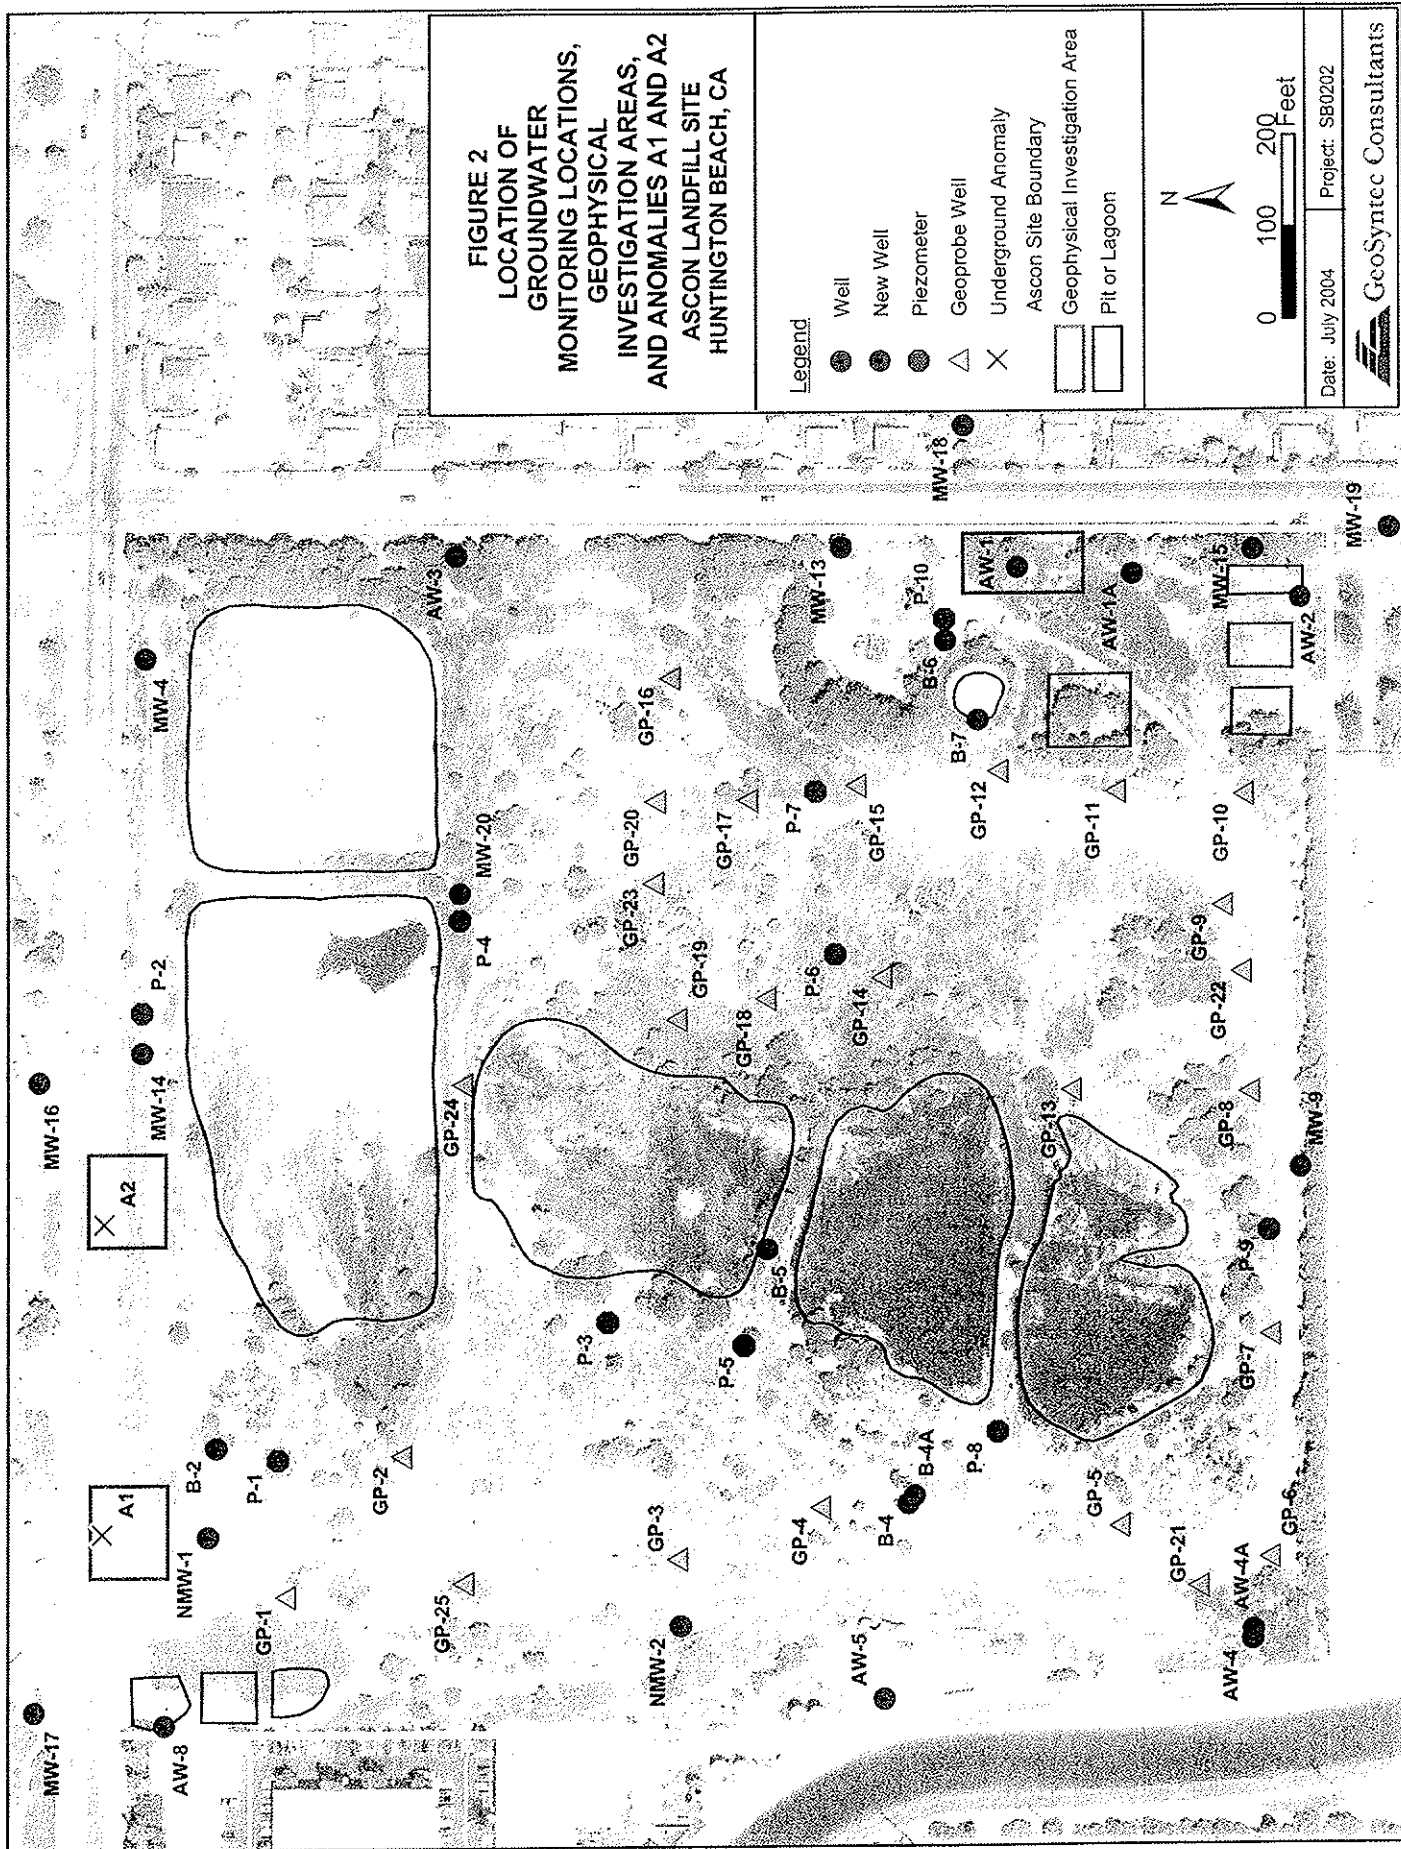 FIGURE 2
LOCATION OF
GROUNDWATER
MONITORING LOCATIONS,
GEOPHYSICAL
INVESTIGATION AREAS,
AND ANOMALIES A1 AND A2
ASCON LANDFILL SITE
HUNTINGTON BEACH, CA
Legend
Well
New Well
Piezometer
Geoprobe Well
Underground Anomaly
Ascon Site Boundary
Geophysical Investigation Area
Pit or Lagoon
N
0 100 200
Feet
Date: July 2004
Project: SB0202
GeoSyntec Consultants
MW-17
MW-16
A1
A2
AW-8
NMW-1
B-2
P-1
MW-14
P-2
MW-4
GP-1
GP-2
GP-25
GP-24
P-4
MW-20
AW-3
NMW-2
GP-3
P-3
GP-19
GP-23
GP-20
GP-16
P-5
B-5
GP-18
GP-17
P-7
GP-4
P-6
GP-14
GP-15
MW-13
AW-5
B-4
B-4A
P-8
B-7
B-6
P-10
MW-18
GP-12
AW-1
GP-5
GP-13
GP-11
AW-1A
GP-21
AW-4
AW-4A
GP-6
GP-7
P-9
GP-8
MW-9
GP-22
GP-9
GP-10
MW-15
AW-2
MW-19